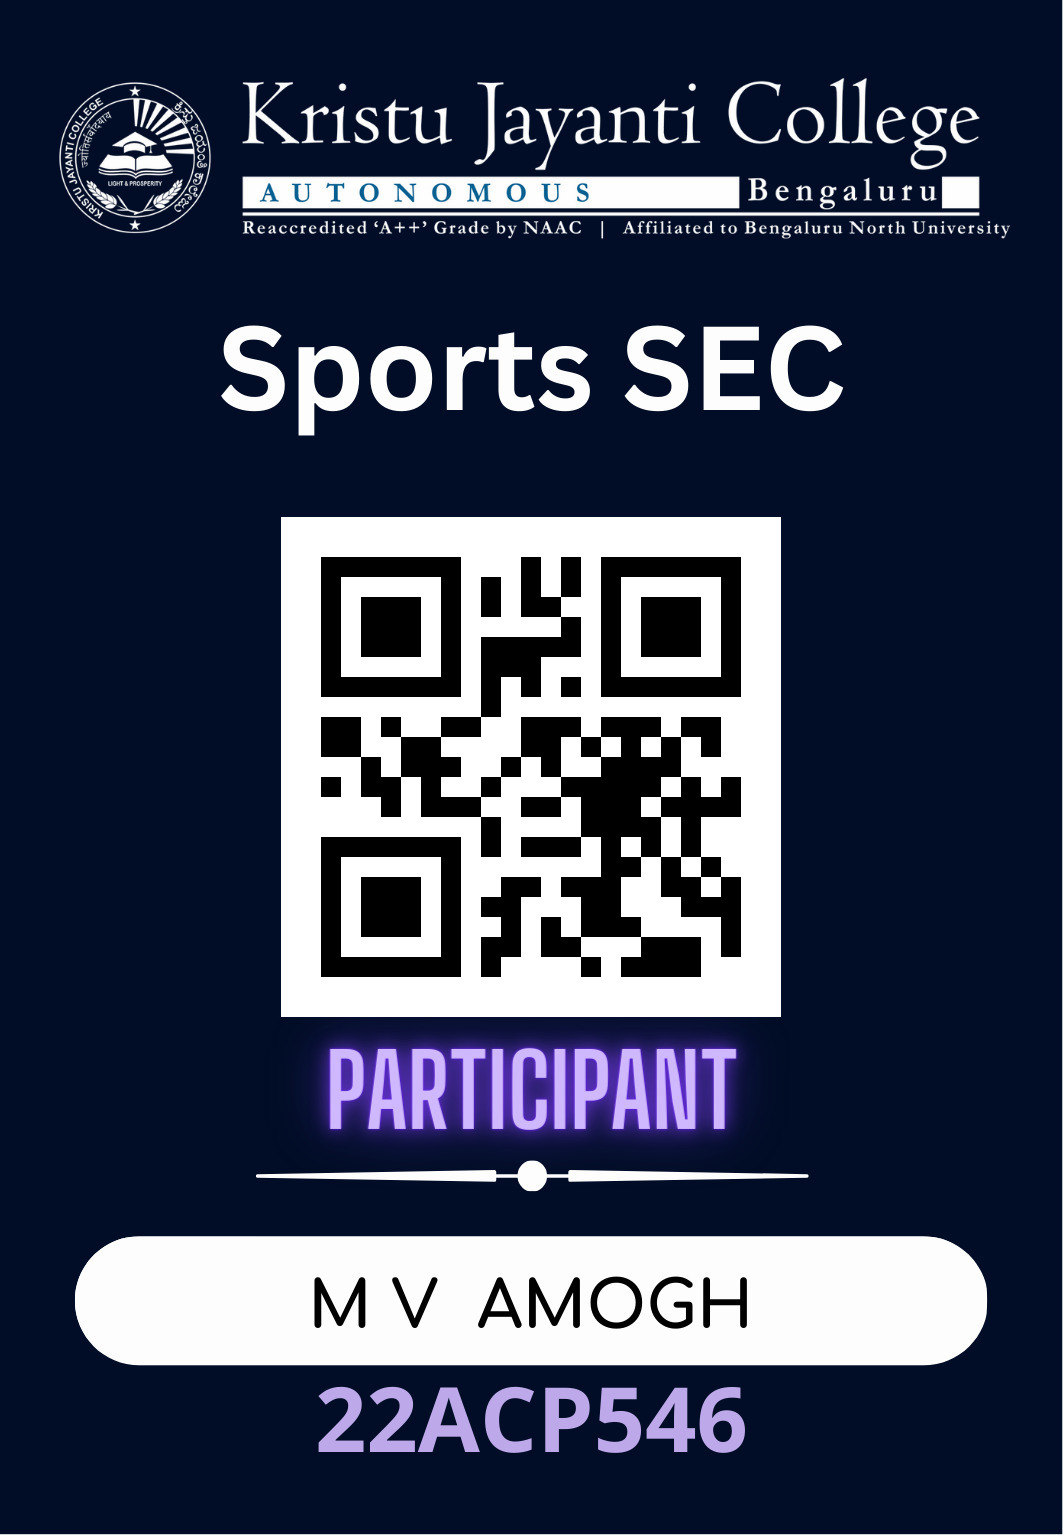 KRISTU JAYANTI COLLEGE
ಕ್ರಿಸ್ತು ಜಯಂತಿ ಕಾಲೇಜು
LIGHT & PROSPERITY
Kristu Jayanti College
AUTONOMOUS Bengaluru
Reaccredited ‘A++’ Grade by NAAC | Affiliated to Bengaluru North University
Sports SEC
PARTICIPANT
M V AMOGH
22ACP546